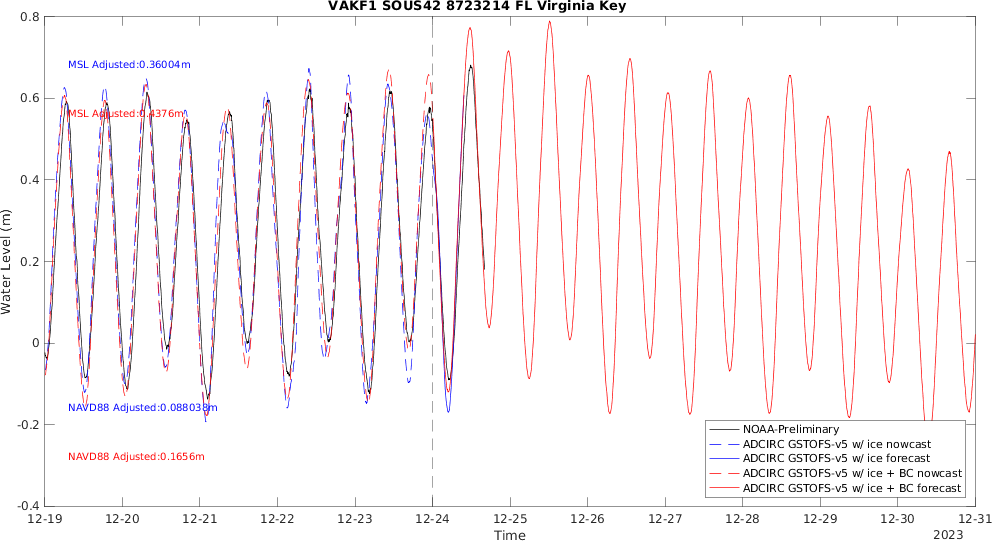 VAKF1 SOUS42 8723214 FL Virginia Key
0.8
0.6
0.4
0.2
0
-0.2
-0.4
Water Level (m)
MSL Adjusted:0.36004m
MSL Adjusted:0.4376m
NAVD88 Adjusted:0.088038m
NAVD88 Adjusted:0.1656m
NOAA-Preliminary
ADCIRC GSTOFS-v5 w/ ice nowcast
ADCIRC GSTOFS-v5 w/ ice forecast
ADCIRC GSTOFS-v5 w/ ice + BC nowcast
ADCIRC GSTOFS-v5 w/ ice + BC forecast
12-19 12-20 12-21 12-22 12-23 12-24 12-25 12-26 12-27 12-28 12-29 12-30 12-31
Time
2023